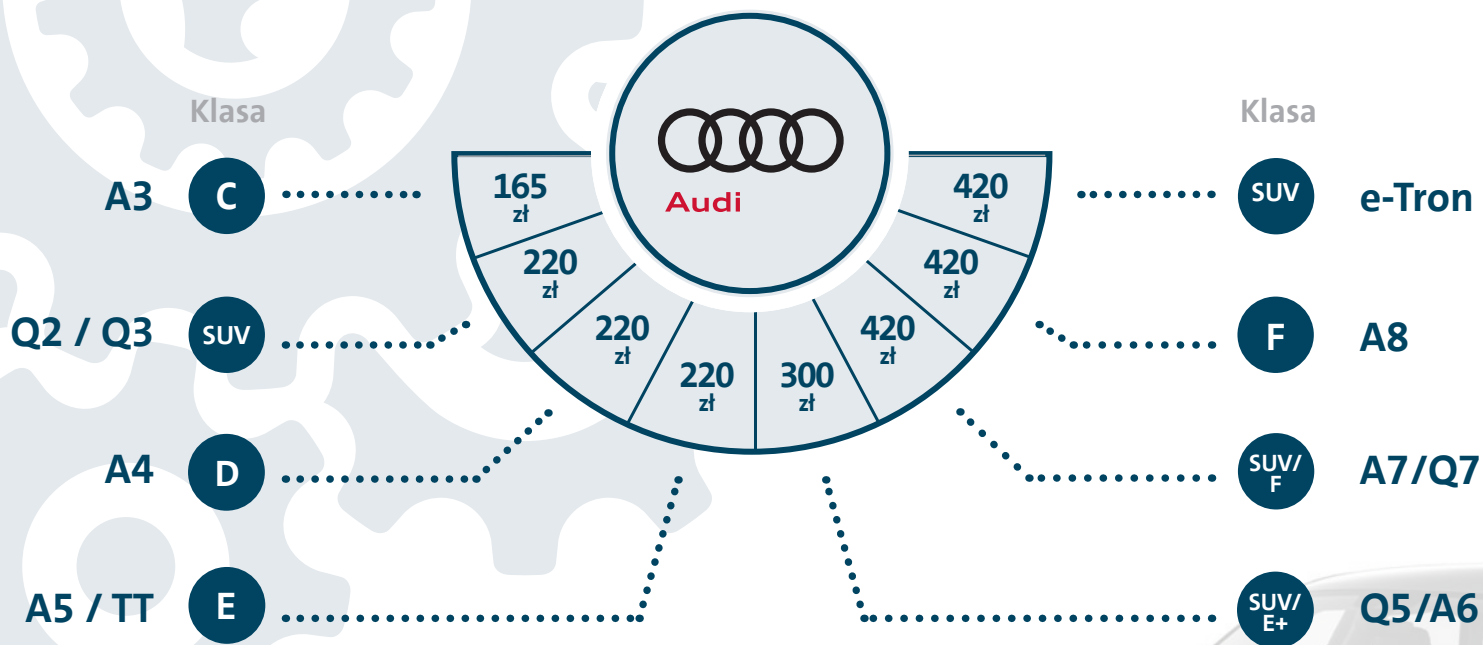 Klasa
Klasa
A3
C
165
zł
Audi
420
zł
SUV
e-Tron
Q2 / Q3
SUV
220
zł
420
zł
F
A8
A4
D
220
zł
420
zł
SUV/
F
A7/Q7
A5 / TT
E
220
zł
300
zł
SUV/
E+
Q5/A6